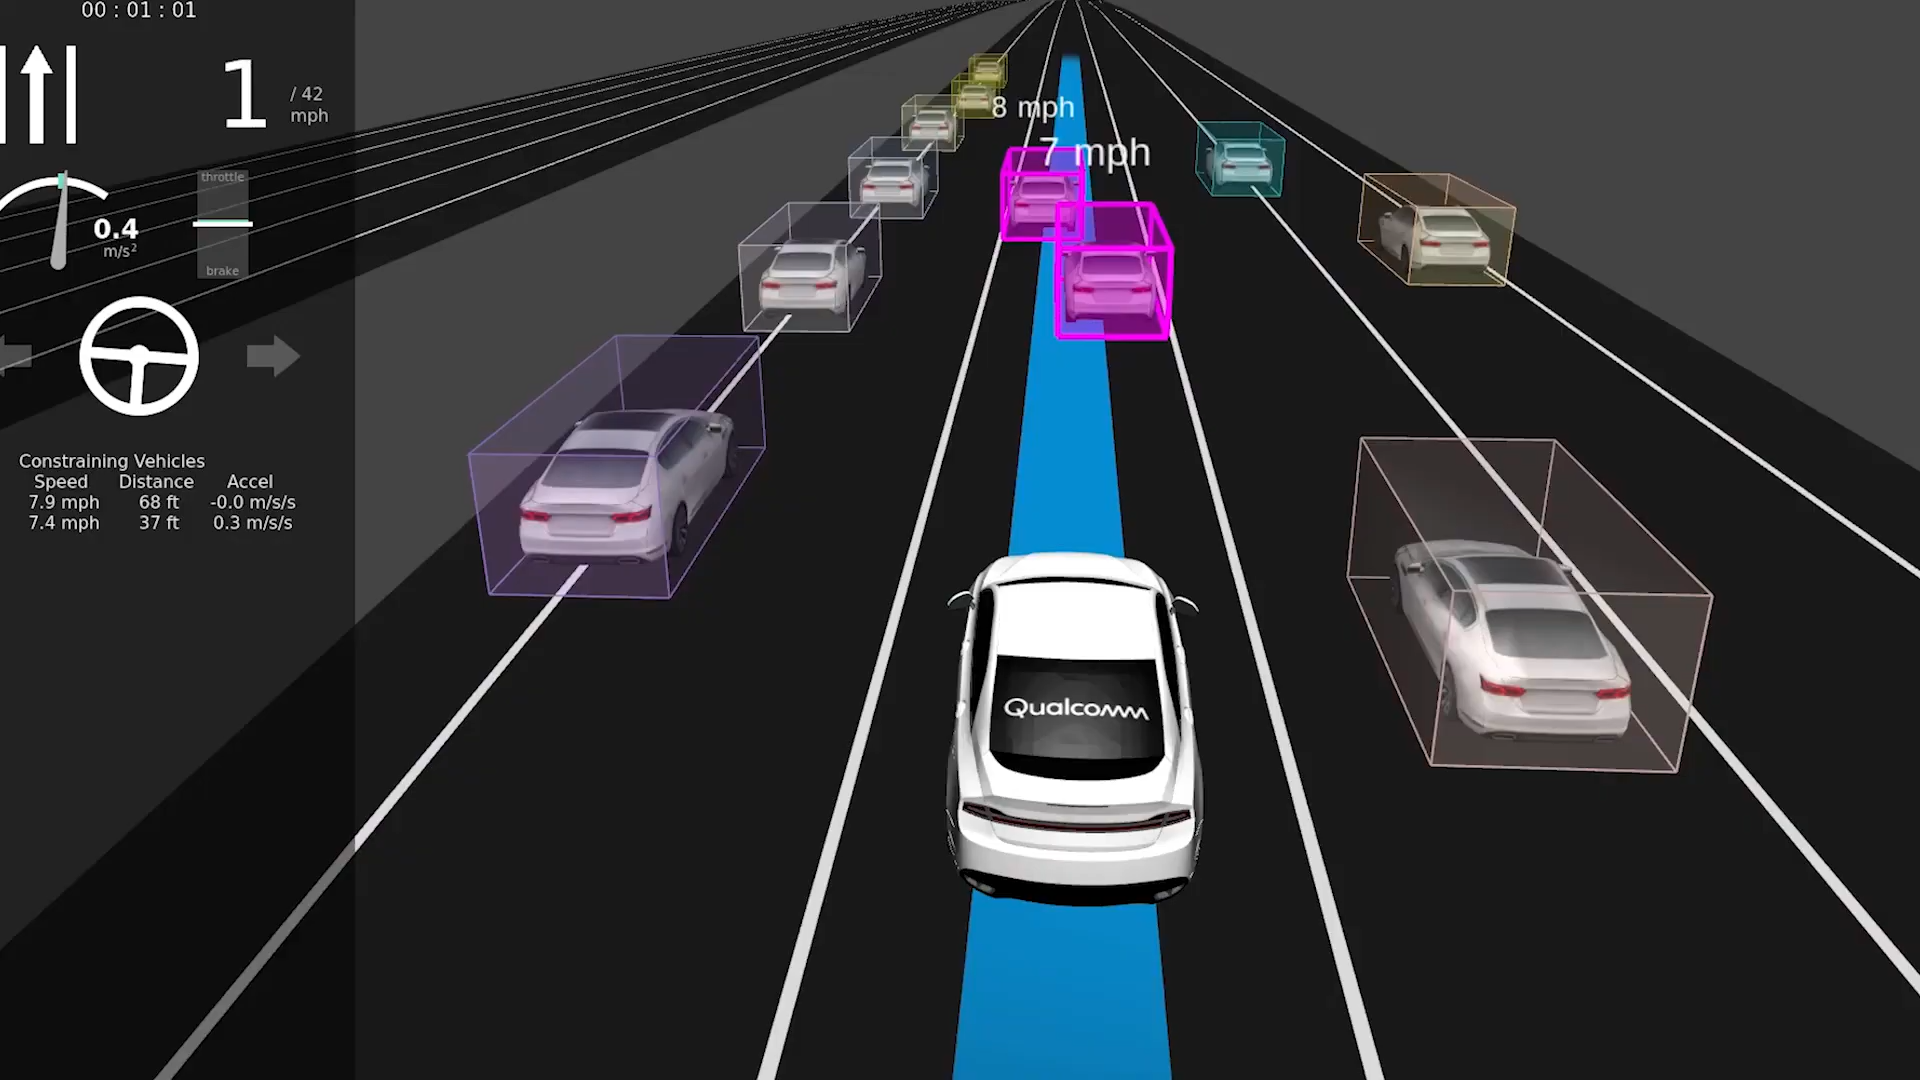 00 : 01 : 01
1 / 42 mph
throttle
0.4
m/s²
brake
Constraining Vehicles
Speed Distance Accel
7.9 mph 68 ft -0.0 m/s/s
7.4 mph 37 ft 0.3 m/s/s
8 mph
7 mph
Qualcomm